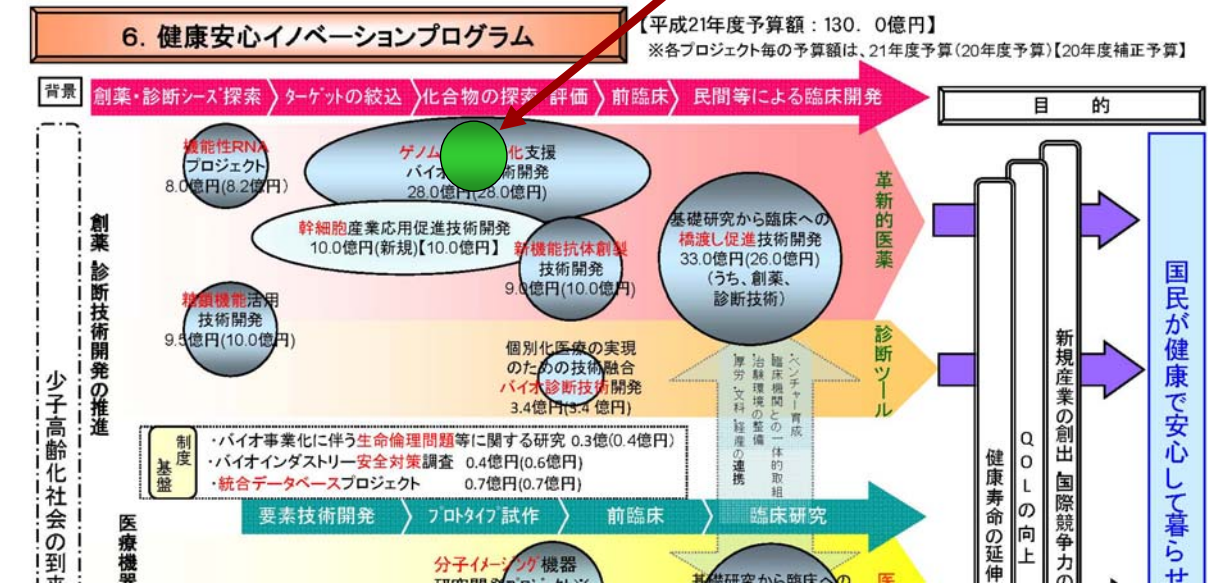 6. 健康安心イノベーションプログラム
【平成21年度予算額:130. 0億円】
※各プロジェクト毎の予算額は、21年度予算(20年度予算)【20年度補正予算】
背景
創薬・診断シーズ探索
ターゲットの絞込
化合物の探索 評価
前臨床
民間等による臨床開発
目 的
機能性RNA
プロジェクト
8.0億円(8.2億円)
ゲノム 化支援
バイオ 術開発
28.0億円(28.0億円)
幹細胞産業応用促進技術開発
10.0億円(新規)【10.0億円】
新機能抗体創製
技術開発
9.0億円(10.0億円)
基礎研究から臨床への
橋渡し促進技術開発
33.0億円(26.0億円)
(うち、創薬、
診断技術)
革新的医薬
糖鎖機能活用
技術開発
9.5億円(10.0億円)
個別化医療の実現
のための技術融合
バイオ診断技術開発
3.4億円(3.4 億円)
診断ツール
創薬・診断技術開発の推進
少子高齢化社会の到来
・ベンチャー育成
・臨床機関との一体的取組
・治験環境の整備
・厚労・文科・経産の連携
制度
基盤
・バイオ事業化に伴う生命倫理問題等に関する研究 0.3億(0.4億円)
・バイオインダストリー安全対策調査 0.4億円(0.6億円)
・統合データベースプロジェクト 0.7億円(0.7億円)
要素技術開発
プロトタイプ試作
前臨床
臨床研究
医療機器
分子イメージング機器
研究開発プロジェクト※
基礎研究から臨床への
医
健康寿命の延伸
QOLの向上
新規産業の創出・国際競争力の
国民が健康で安心して暮らせ